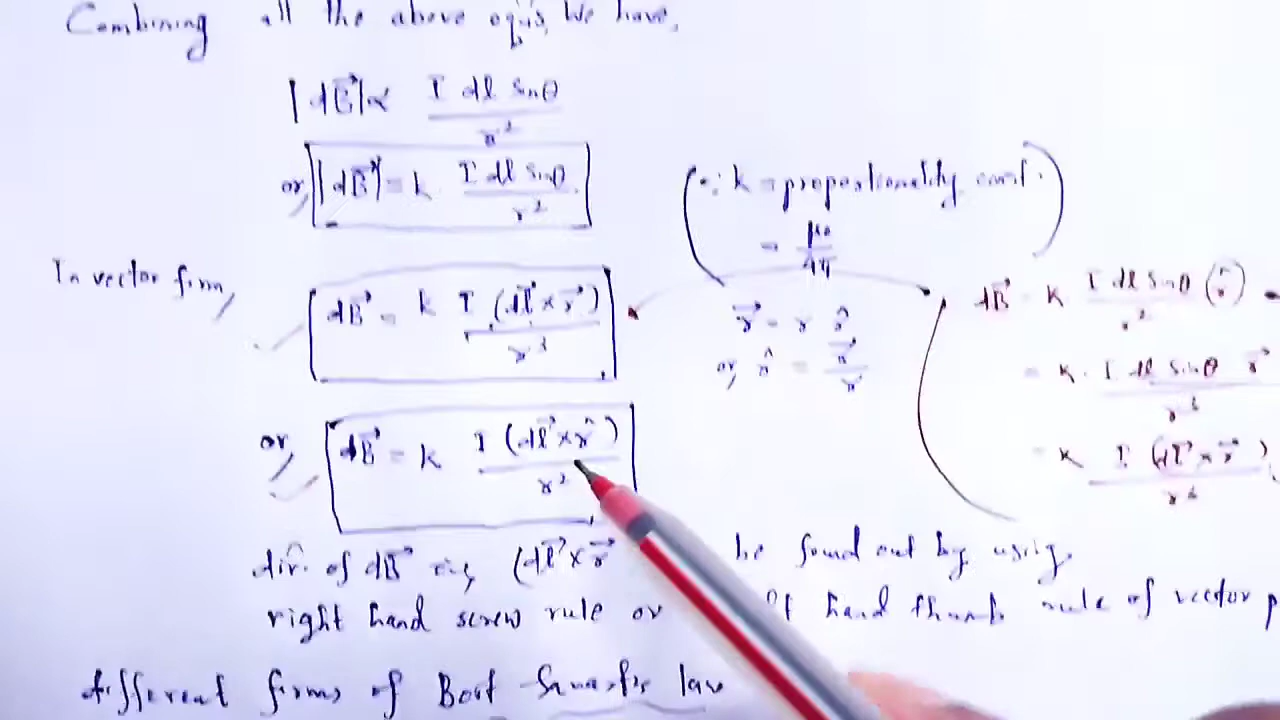 Combining all the above eqns, we have,
|dB⃗| ∝ I dl sinθ / r²
or, |dB⃗| = k I dl sinθ / r²
(∵ k = proportionality const.
= μ₀ / 4π )
In vector form,
dB⃗ = k I (dl⃗ × r⃗) / r³
r⃗ = r r̂
or, r̂ = r⃗ / r
dB⃗ = k I dl sinθ (r̂) / r²
= k . I dl sinθ r⃗ / r³
= k I (dl⃗ × r⃗) / r³
or, dB⃗ = k I (dl⃗ × r̂) / r²
dirn. of dB⃗ (dl⃗ × r⃗ be found out by using
right hand screw rule or hand thumb rule of vector p
different forms of Biot Savart's law